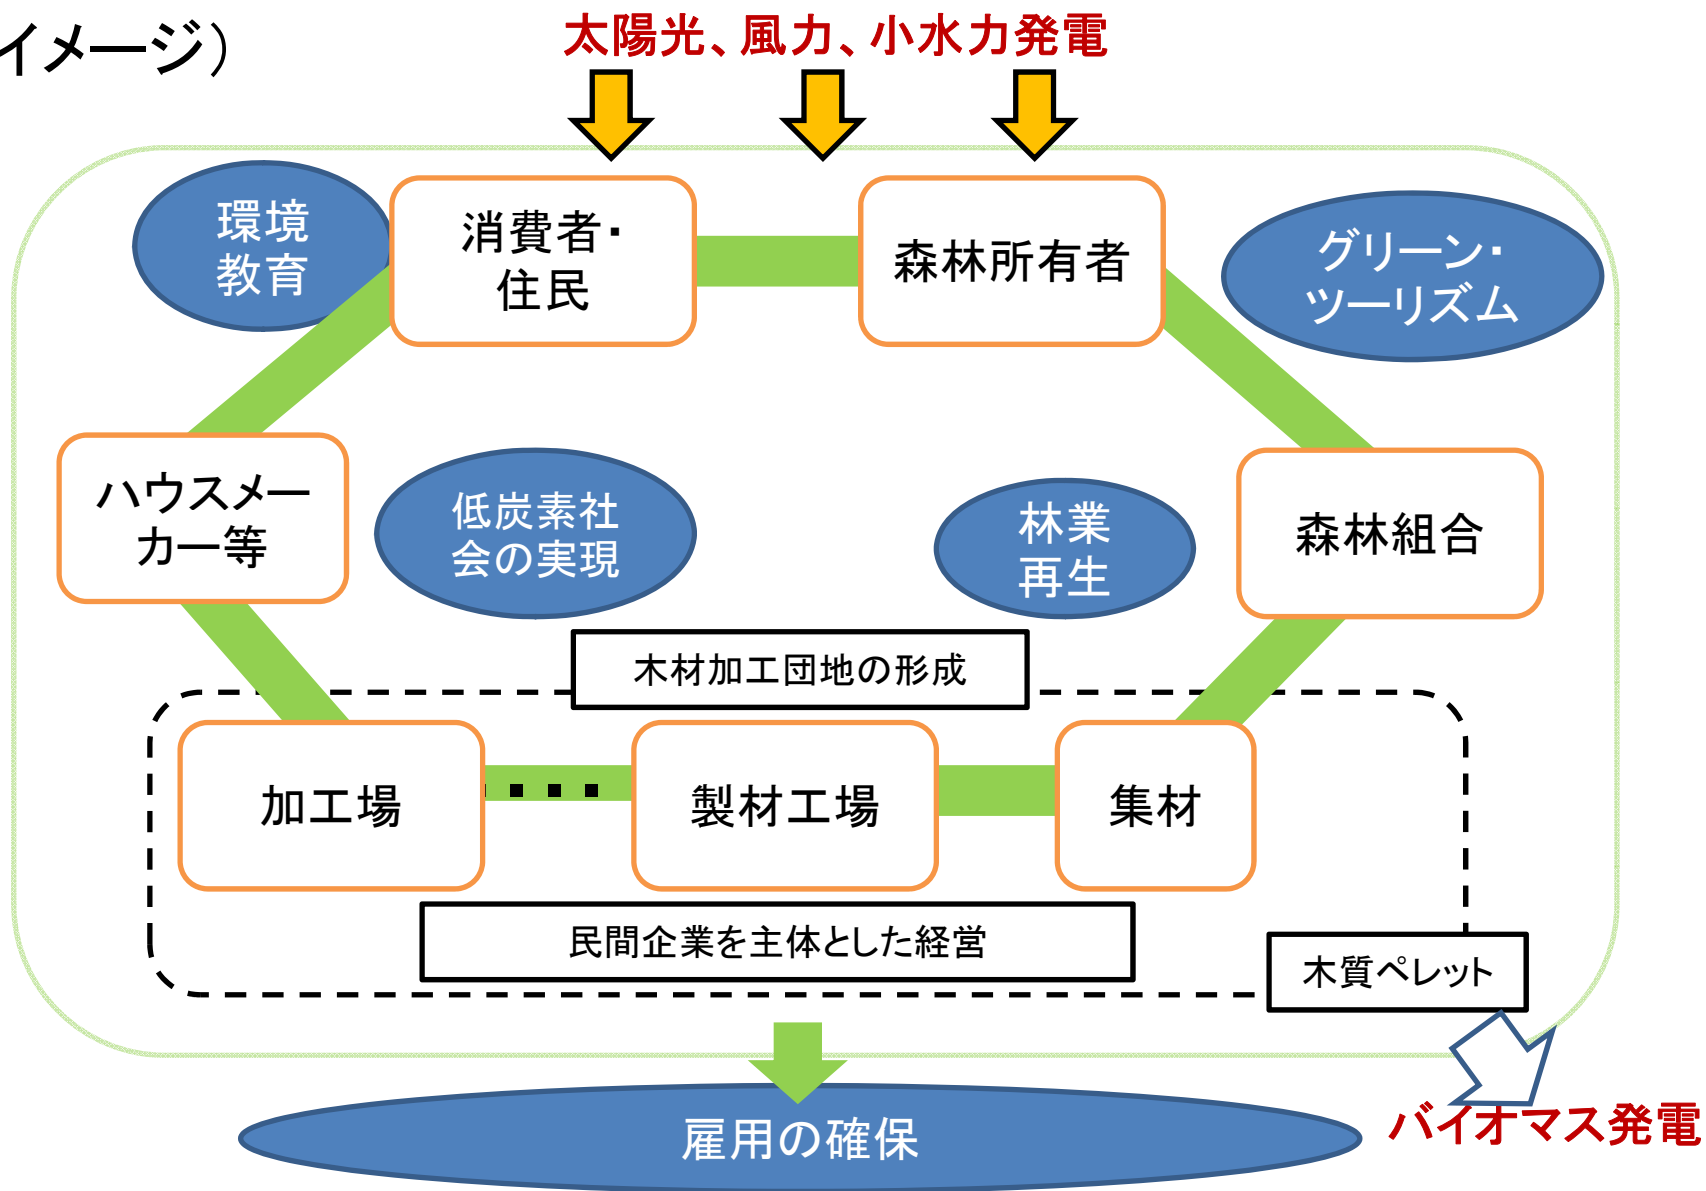 イメージ）
太陽光、風力、小水力発電
環境
教育
消費者・
住民
森林所有者
グリーン・
ツーリズム
ハウスメー
カー等
低炭素社
会の実現
林業
再生
森林組合
木材加工団地の形成
加工場
・・・
製材工場
集材
民間企業を主体とした経営
木質ペレット
雇用の確保
バイオマス発電